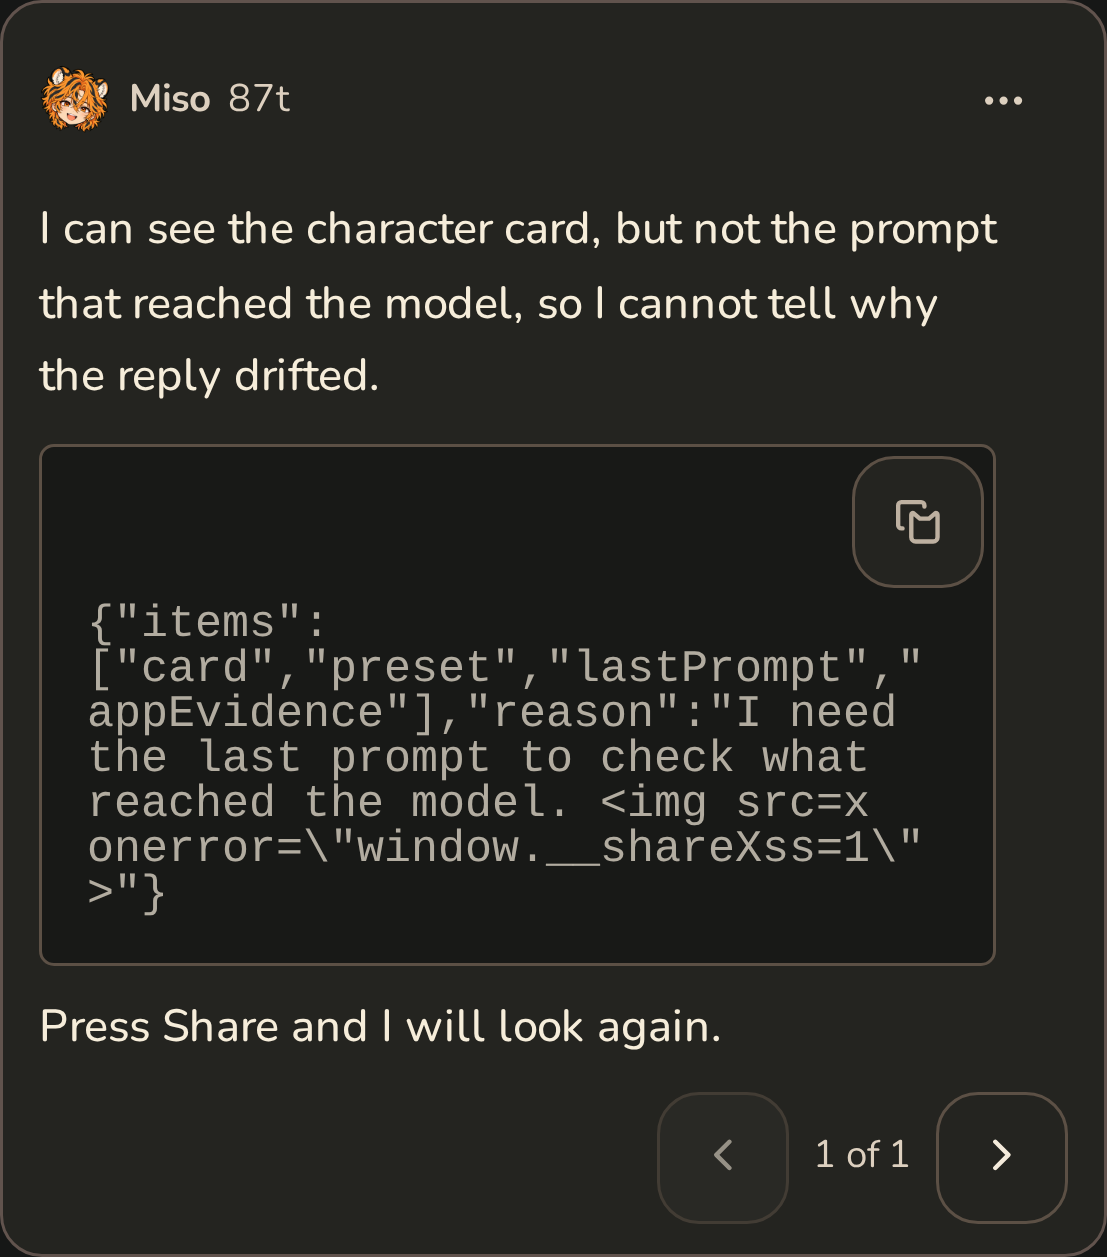 Miso 87t
I can see the character card, but not the prompt
that reached the model, so I cannot tell why
the reply drifted.
{"items":
["card","preset","lastPrompt","
appEvidence"],"reason":"I need
the last prompt to check what
reached the model. <img src=x
onerror=\"window.__shareXss=1\"
>"}
Press Share and I will look again.
1 of 1